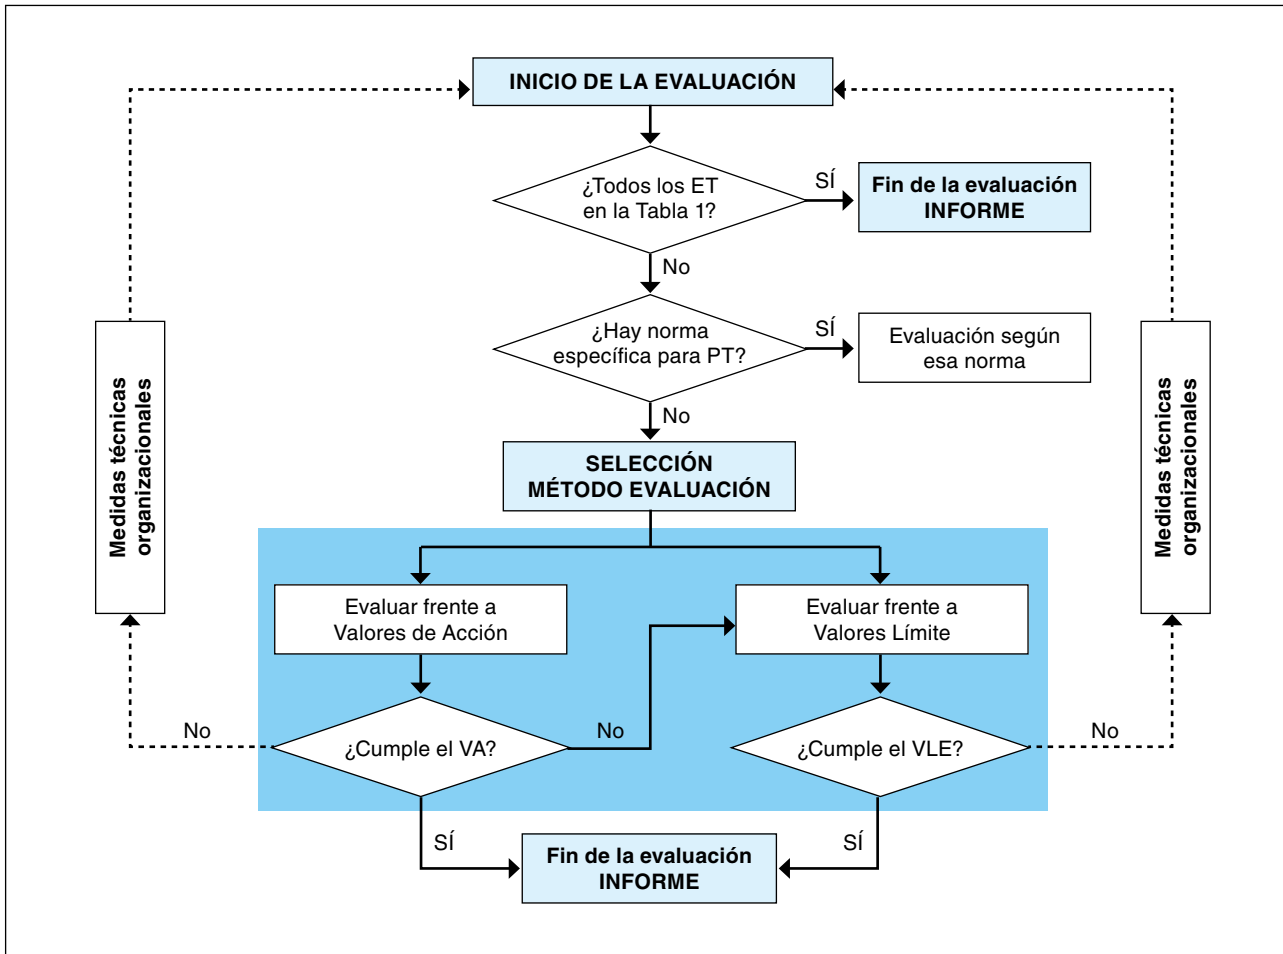 INICIO DE LA EVALUACIÓN
¿Todos los ET
en la Tabla 1?
SÍ
Fin de la evaluación
INFORME
No
¿Hay norma
específica para PT?
SÍ
Evaluación según
esa norma
No
SELECCIÓN
MÉTODO EVALUACIÓN
Medidas técnicas
organizacionales
Medidas técnicas
organizacionales
Evaluar frente a
Valores de Acción
Evaluar frente a
Valores Límite
No
¿Cumple el VA?
No
¿Cumple el VLE?
No
SÍ
Fin de la evaluación
INFORME
SÍ